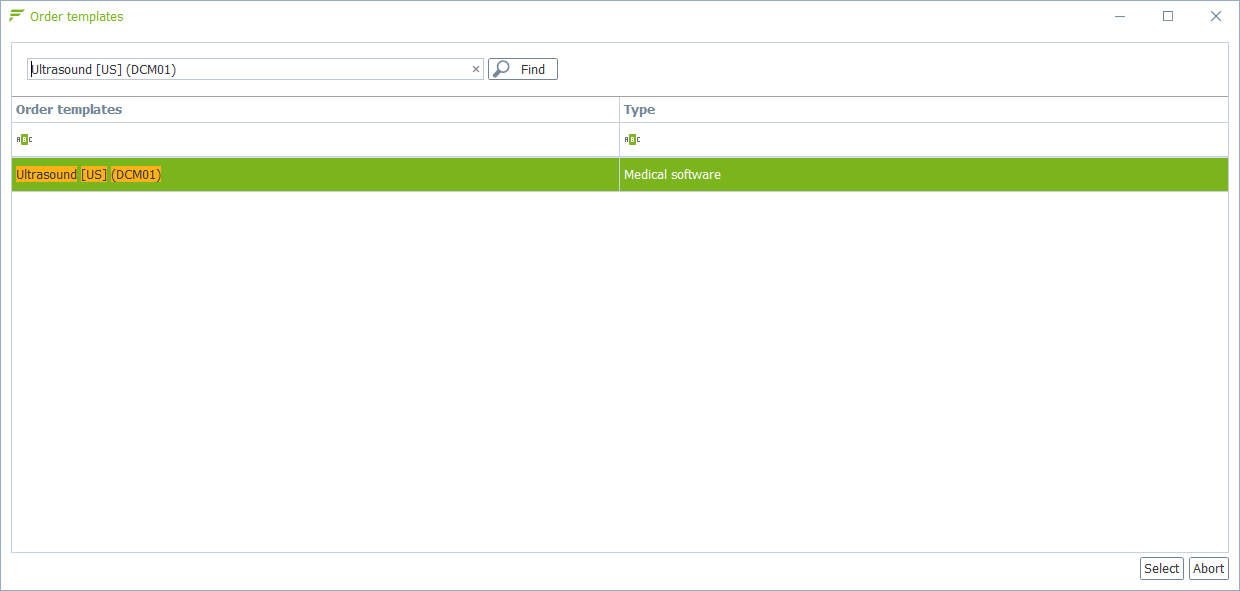 Order templates
Ultrasound [US] (DCM01) × Find
Order templates Type
ABC ABC
Ultrasound [US] (DCM01) Medical software
Select Abort